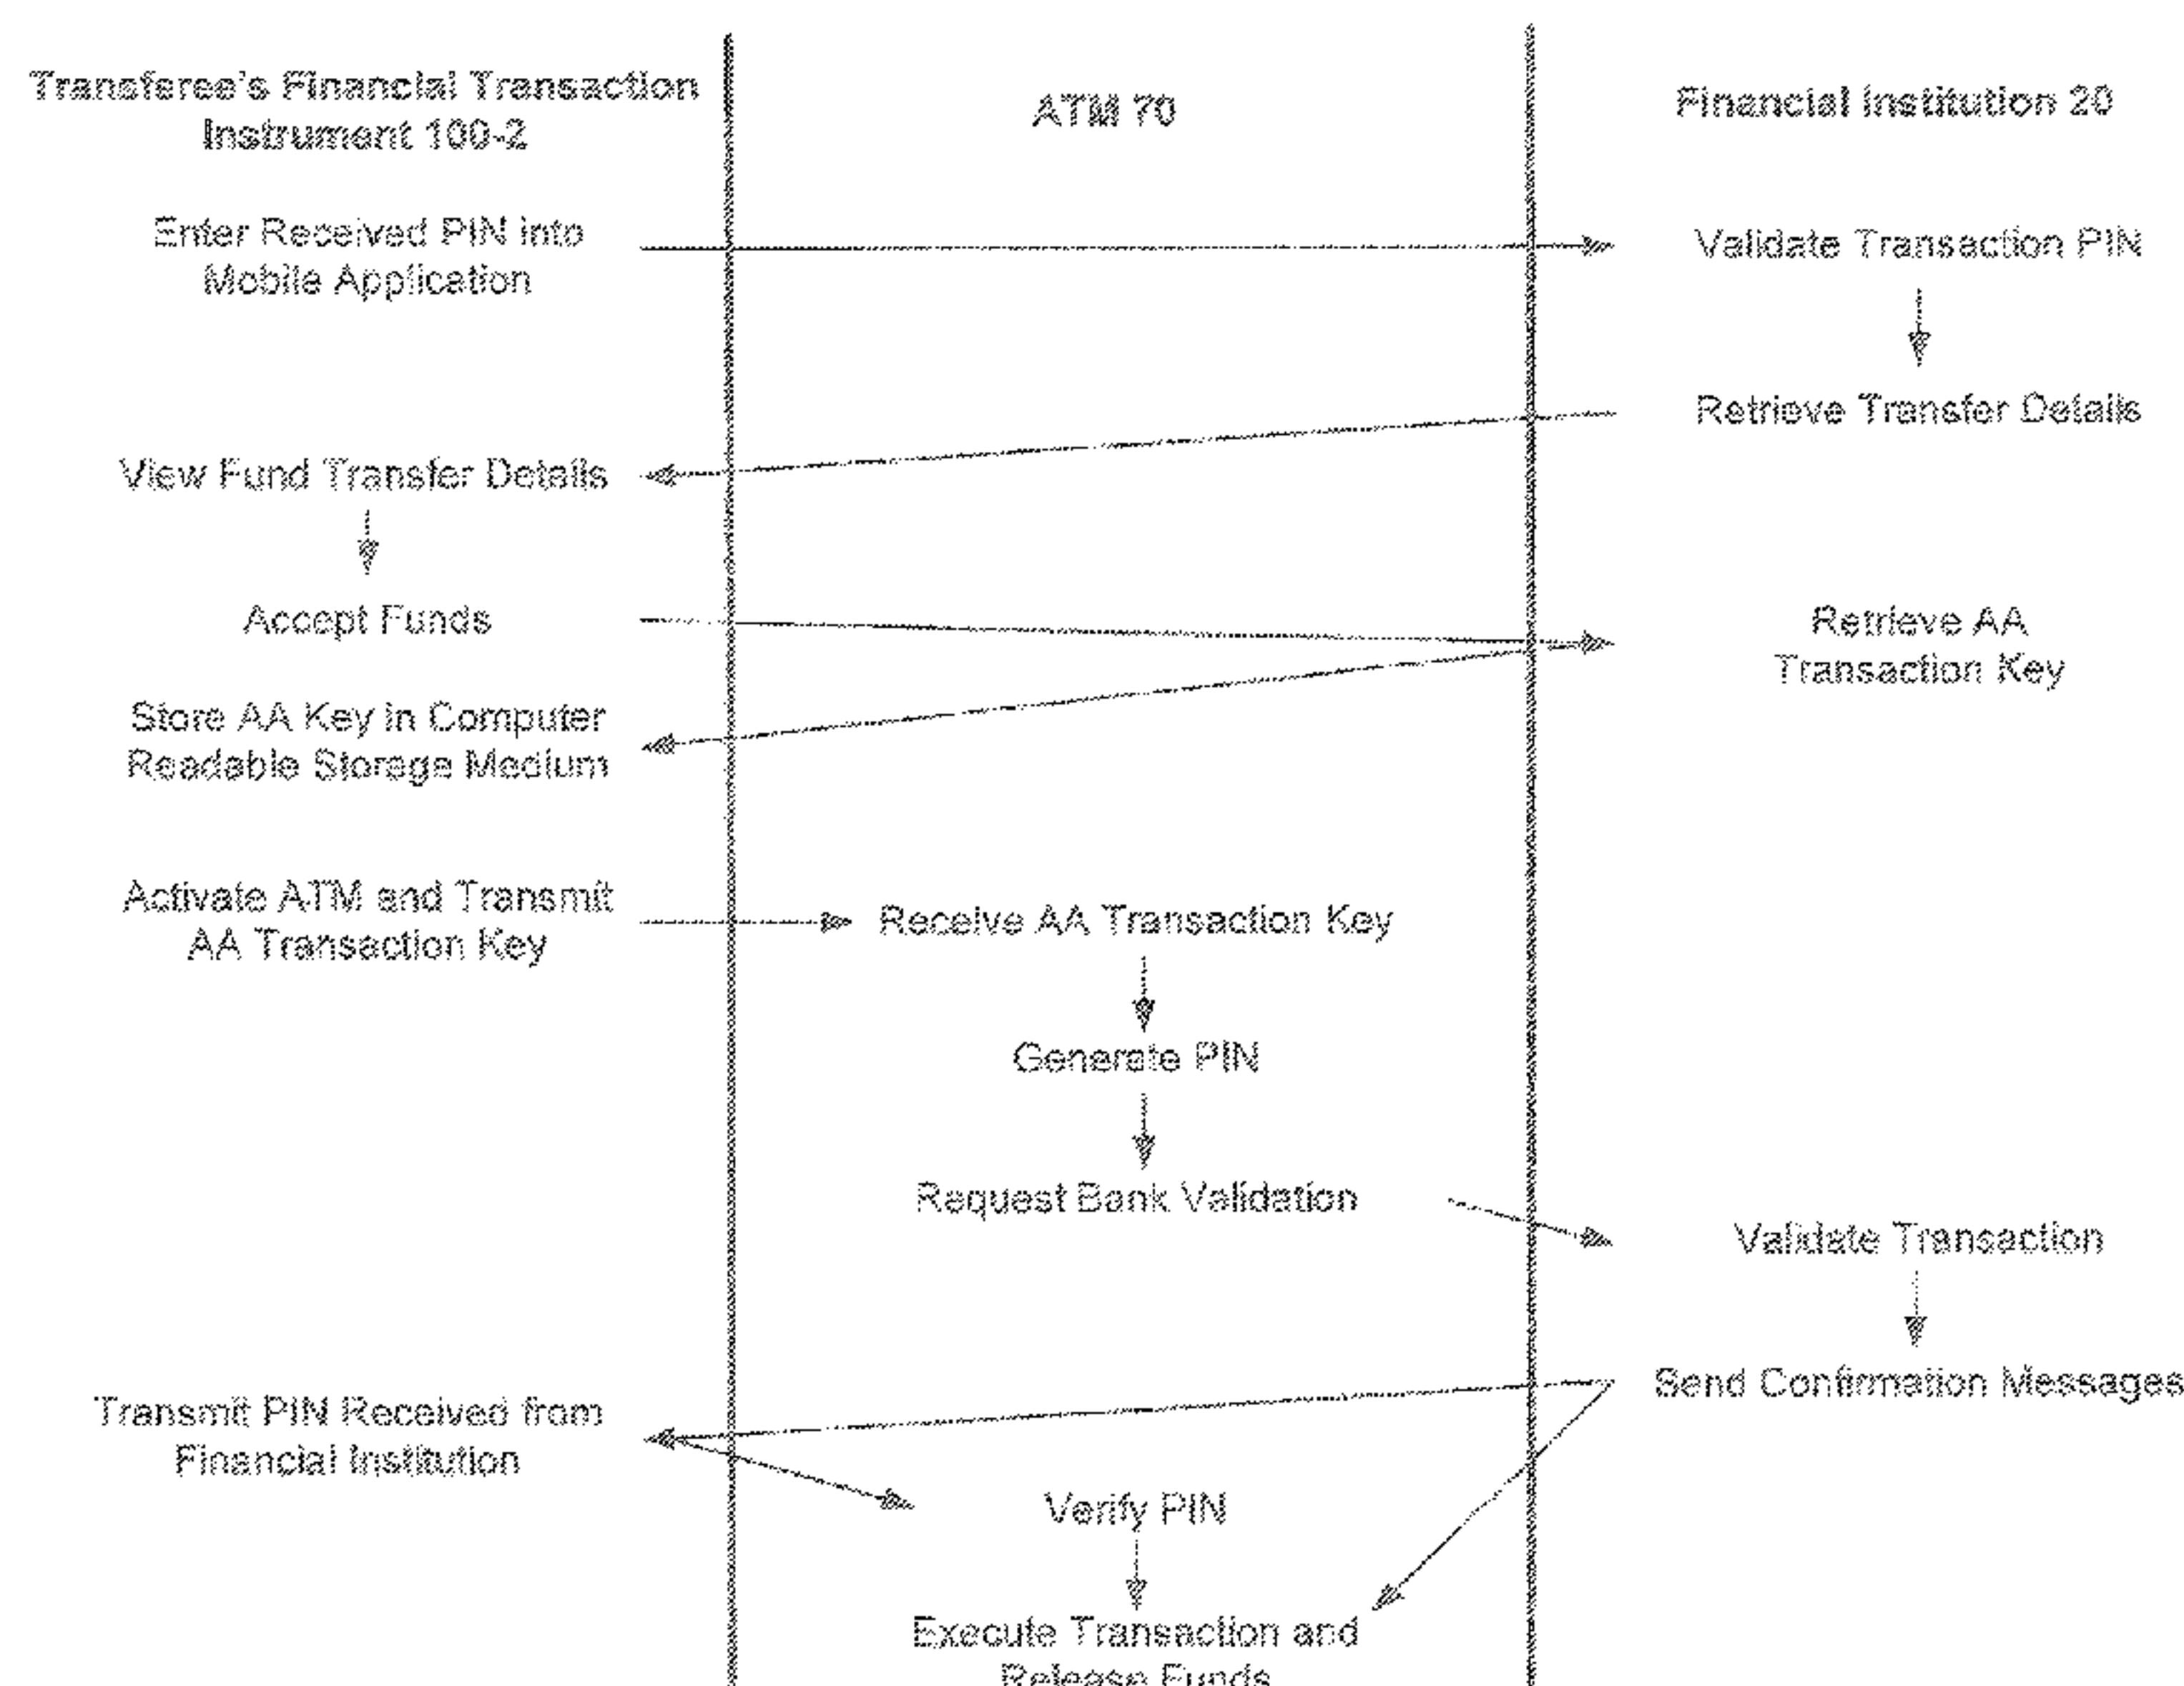 Transferee's Financial Transaction
Instrument 100-2
ATM 70
Financial Institution 20
Enter Received PIN into
Mobile Application
Validate Transaction PIN
Retrieve Transfer Details
View Fund Transfer Details
Accept Funds
Retrieve AA
Transaction Key
Store AA Key in Computer
Readable Storage Medium
Activate ATM and Transmit
AA Transaction Key
Receive AA Transaction Key
Generate PIN
Request Bank Validation
Validate Transaction
Send Confirmation Messages
Transmit PIN Received from
Financial Institution
Verify PIN
Execute Transaction and
Release Funds